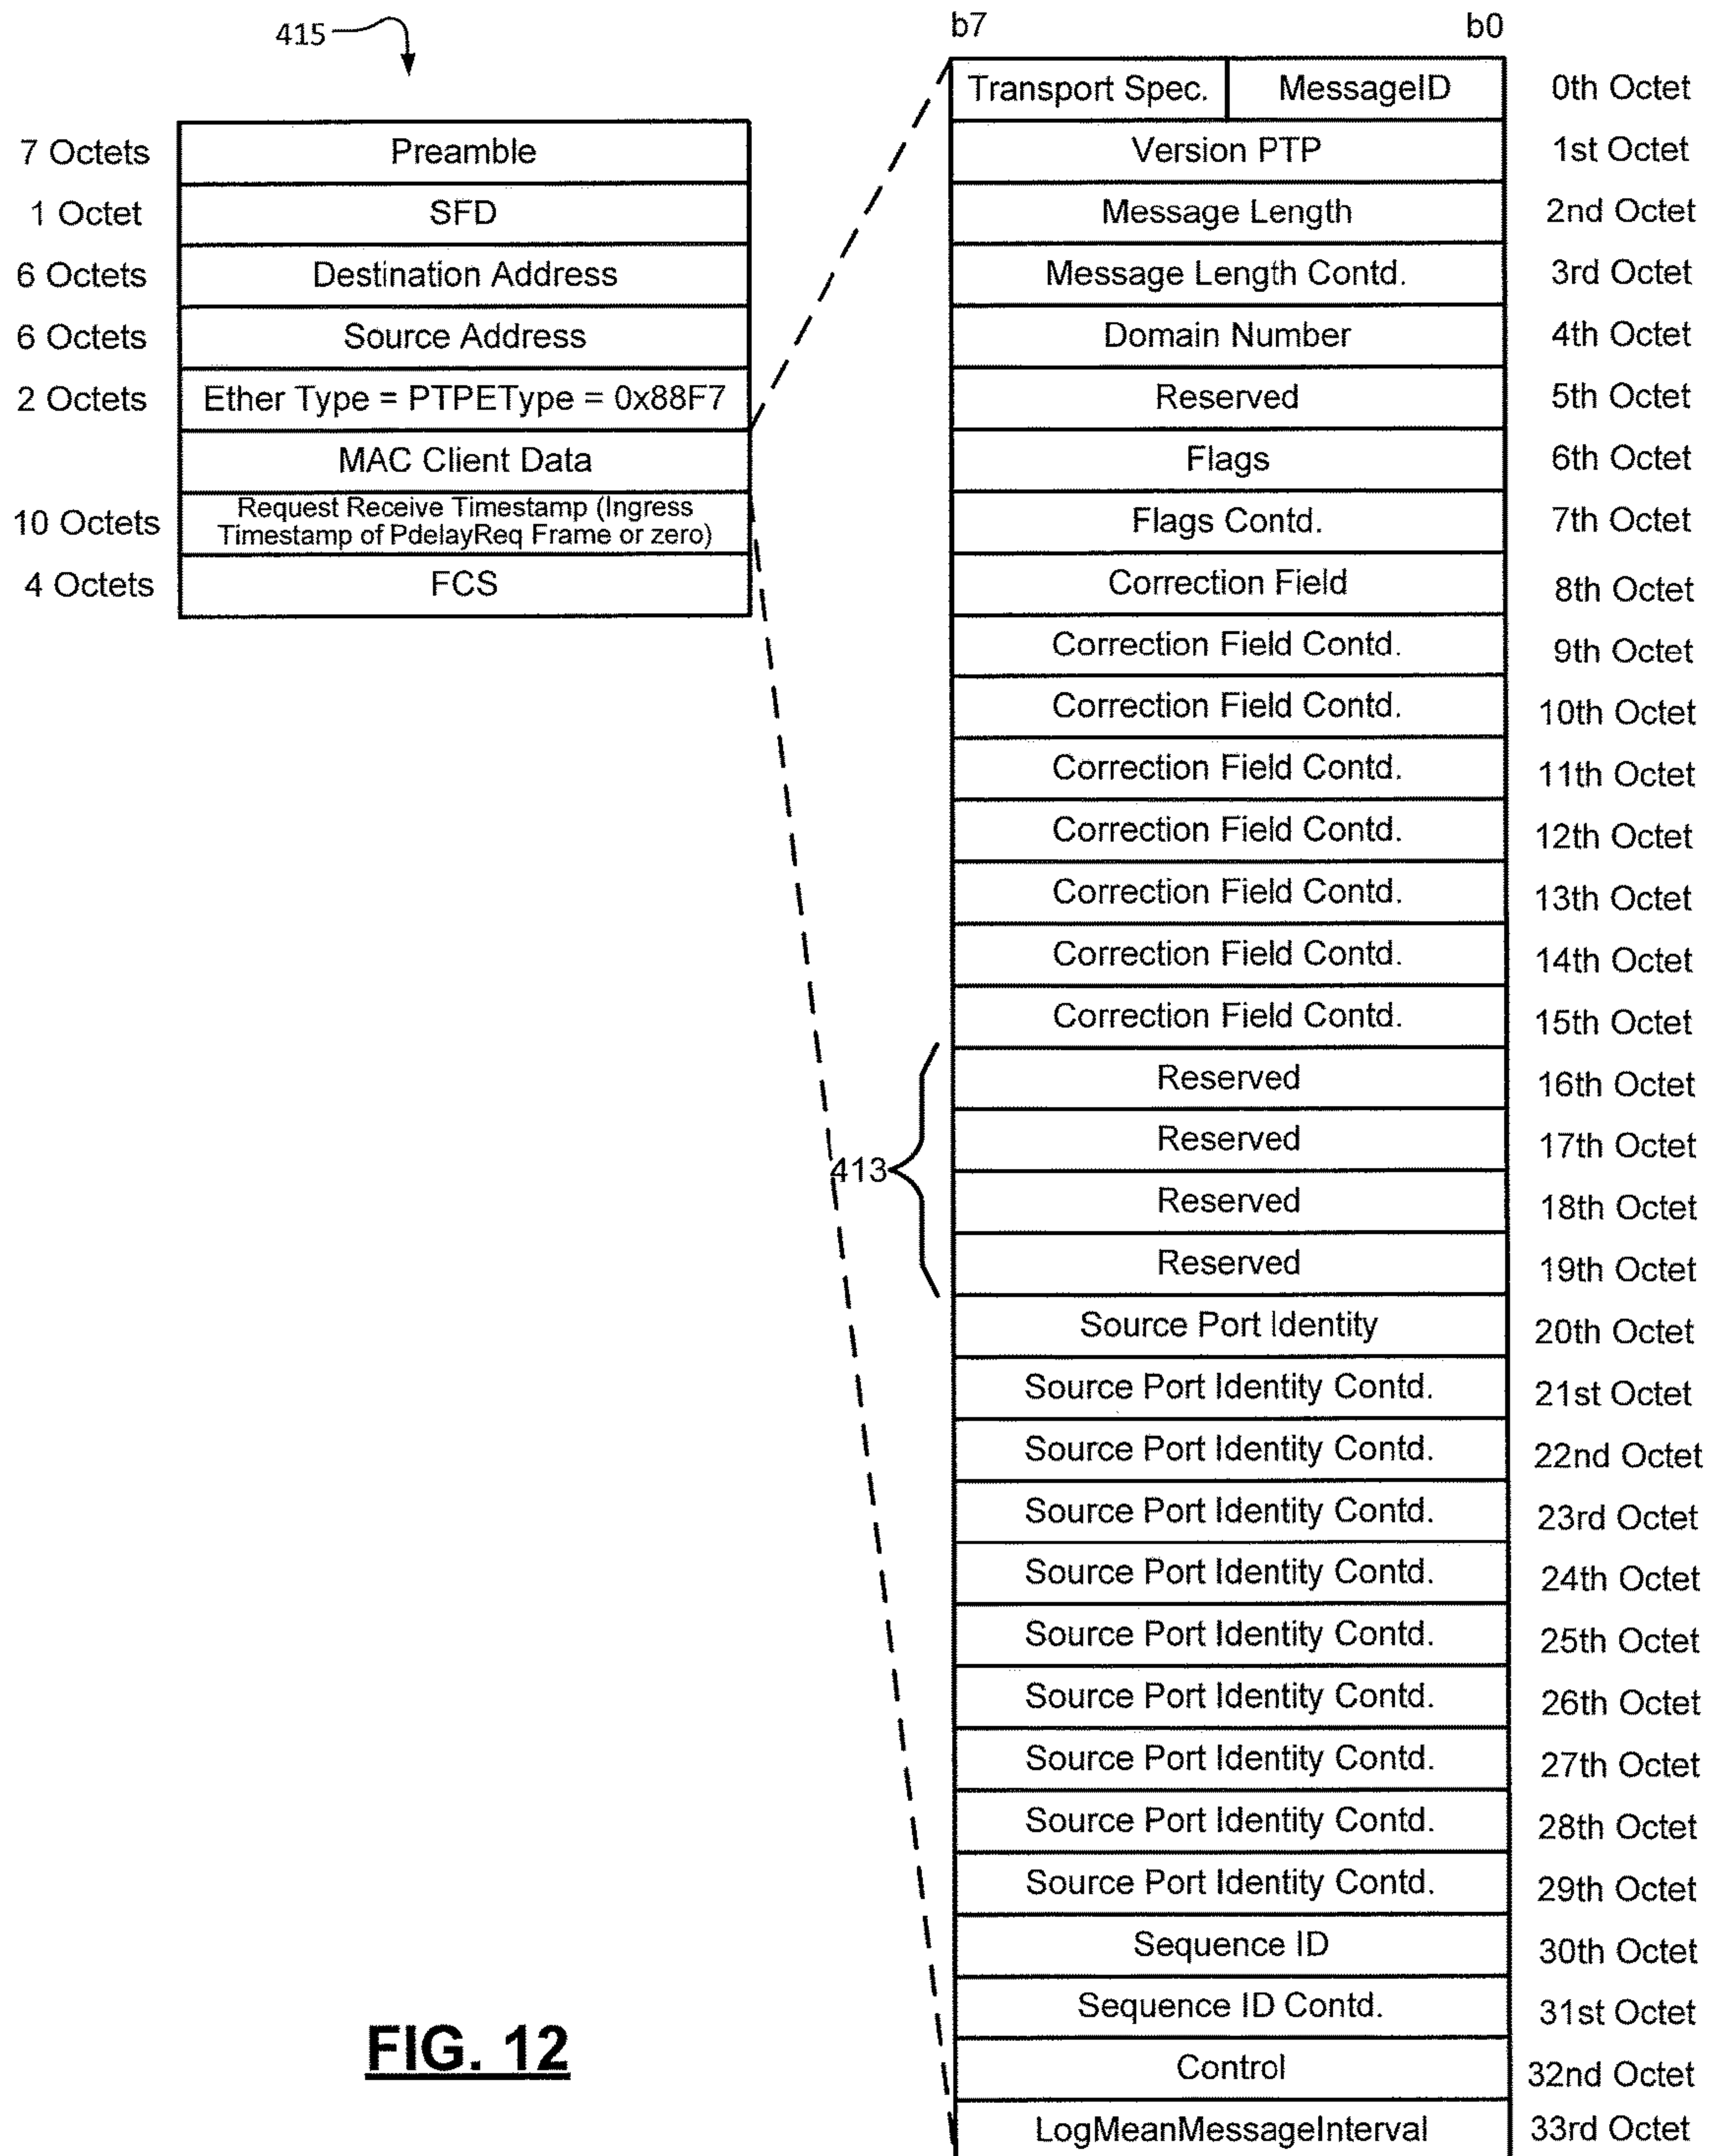 415
7 Octets Preamble
1 Octet SFD
6 Octets Destination Address
6 Octets Source Address
2 Octets Ether Type = PTPEType = 0x88F7
MAC Client Data
10 Octets Request Receive Timestamp (Ingress
Timestamp of PdelayReq Frame or zero)
4 Octets FCS
b7 b0
Transport Spec. MessageID 0th Octet
Version PTP 1st Octet
Message Length 2nd Octet
Message Length Contd. 3rd Octet
Domain Number 4th Octet
Reserved 5th Octet
Flags 6th Octet
Flags Contd. 7th Octet
Correction Field 8th Octet
Correction Field Contd. 9th Octet
Correction Field Contd. 10th Octet
Correction Field Contd. 11th Octet
Correction Field Contd. 12th Octet
Correction Field Contd. 13th Octet
Correction Field Contd. 14th Octet
Correction Field Contd. 15th Octet
413
Reserved 16th Octet
Reserved 17th Octet
Reserved 18th Octet
Reserved 19th Octet
Source Port Identity 20th Octet
Source Port Identity Contd. 21st Octet
Source Port Identity Contd. 22nd Octet
Source Port Identity Contd. 23rd Octet
Source Port Identity Contd. 24th Octet
Source Port Identity Contd. 25th Octet
Source Port Identity Contd. 26th Octet
Source Port Identity Contd. 27th Octet
Source Port Identity Contd. 28th Octet
Source Port Identity Contd. 29th Octet
Sequence ID 30th Octet
Sequence ID Contd. 31st Octet
Control 32nd Octet
LogMeanMessageInterval 33rd Octet
FIG. 12